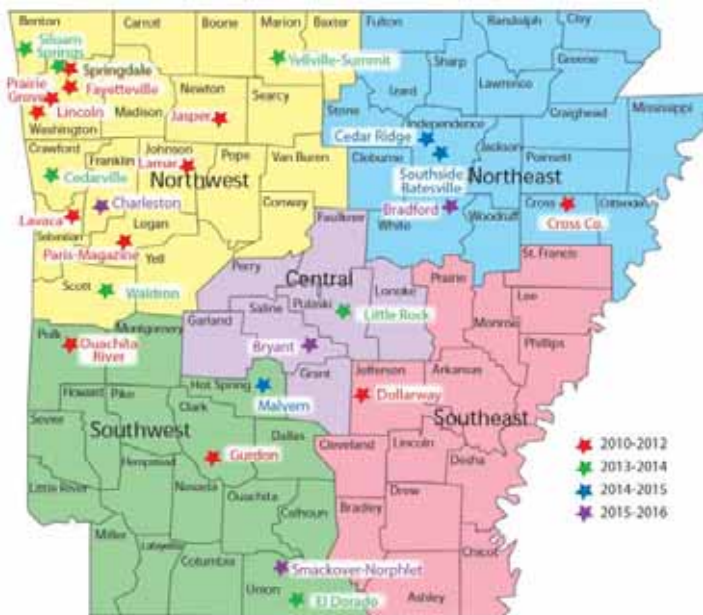 Benton
Carrot
Boone
Marion
Baxter
Fulton
Randolph
Clay
Siloam
Springs
Yellville-Summit
Sharp
Greene
Springdale
Izard
Lawrence
Prairie
Grove
Fayetteville
Newton
Searcy
Stone
Mississippi
Lincoln
Madison
Jasper
Independence
Craighead
Washington
Cedar Ridge
Crawford
Franklin
Johnson
Lamar
Pope
Van Buren
Cleburne
Jackson
Poinsett
Cedarville
Northwest
Southside
Batesville
Northeast
Charleston
Conway
Bradford
Cross
Crittenden
Lavaca
Logan
Faulkner
White
Woodruff
Cross Co.
Sebastian
Paris-Magazine
Yell
Perry
Central
Prairie
St. Francis
Scott
Waldron
Saline
Pulaski
Lonoke
Lee
Garland
Little Rock
Monroe
Phillips
Polk
Montgomery
Ouachita
River
Bryant
Grant
Jefferson
Arkansas
Howard
Pike
Hot Spring
Malvern
Dollarway
Clark
Southeast
Sevier
Southwest
Dallas
Cleveland
Lincoln
Desha
Hempstead
Gurdon
Little River
Nevada
Ouachita
Drew
Calhoun
Bradley
Miller
Lafayette
Columbia
Chicot
Smackover-Norphlet
Union
El Dorado
Ashley
2010-2012
2013-2014
2014-2015
2015-2016